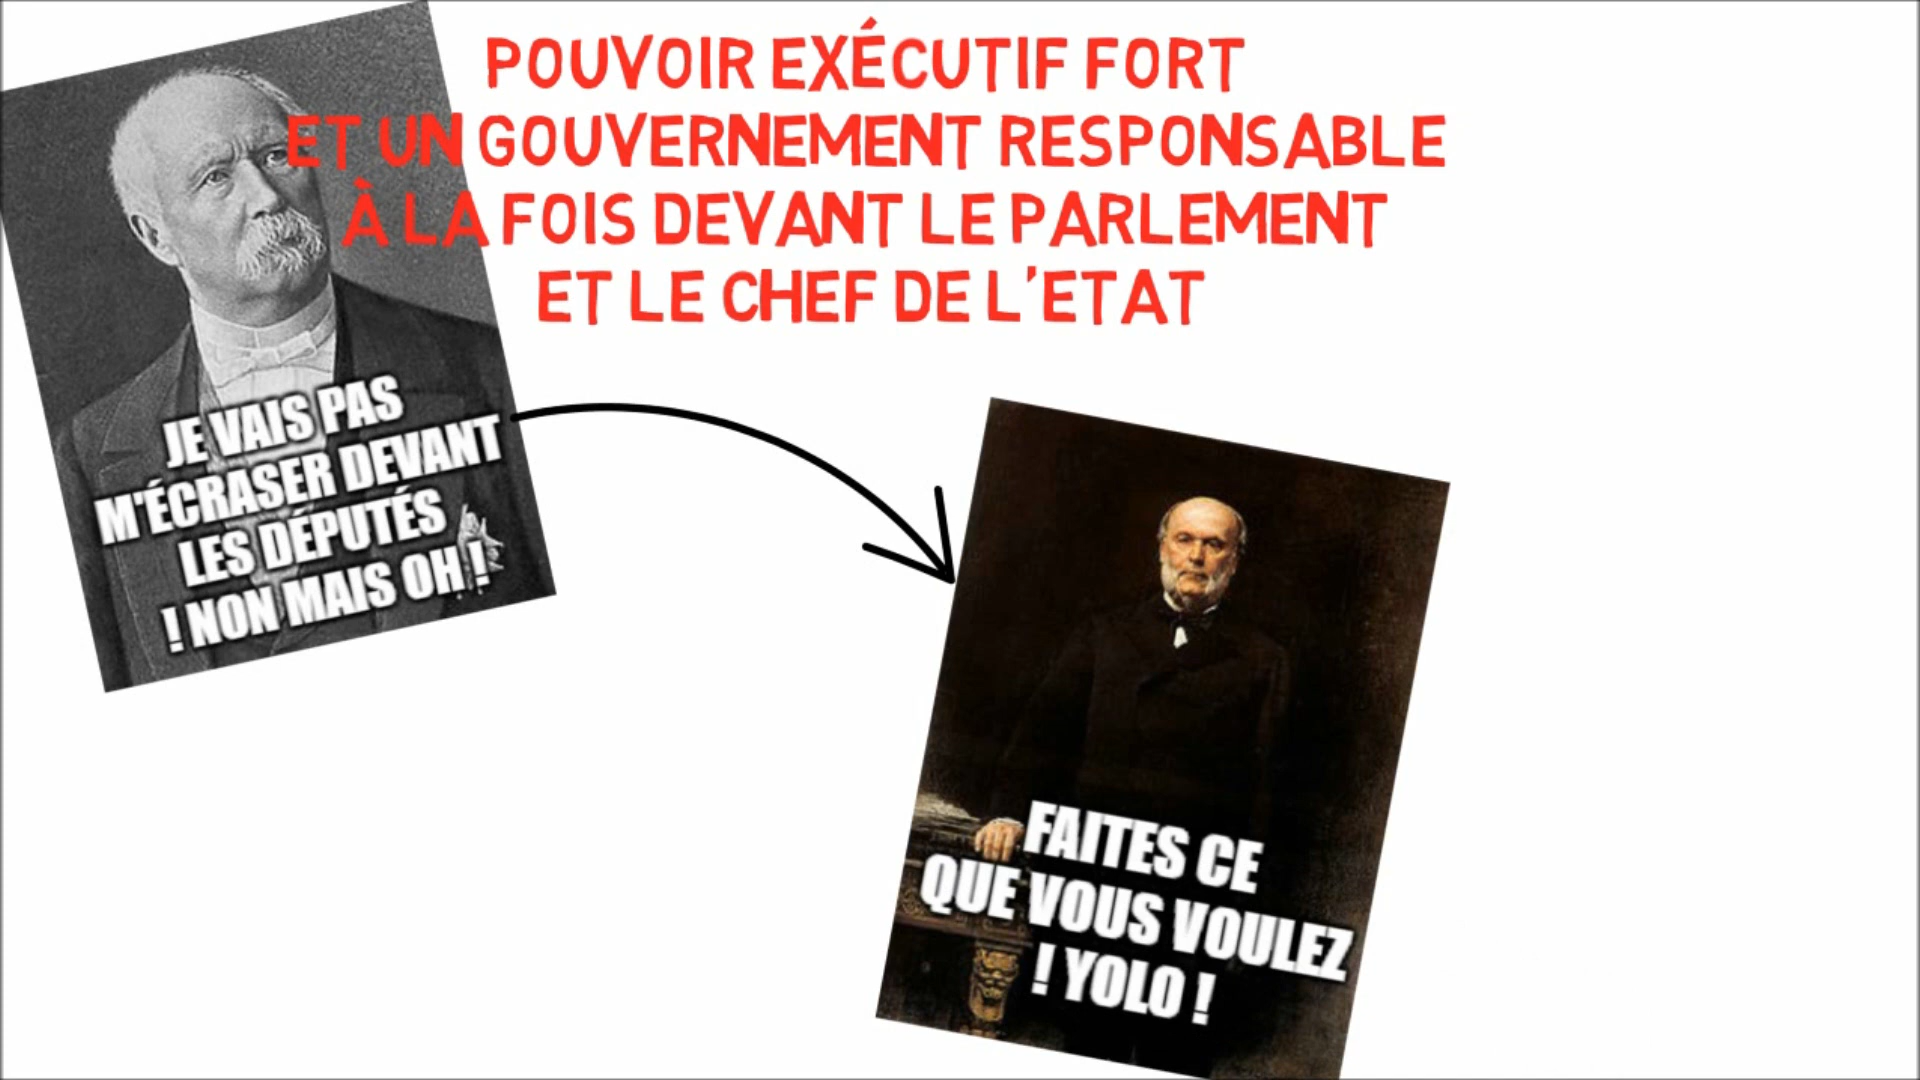 POUVOIR EXÉCUTIF FORT
ET UN GOUVERNEMENT RESPONSABLE
À LA FOIS DEVANT LE PARLEMENT
ET LE CHEF DE L'ETAT
JE VAIS PAS
M'ÉCRASER DEVANT
LES DÉPUTÉS
! NON MAIS OH !
FAITES CE
QUE VOUS VOULEZ
! YOLO !